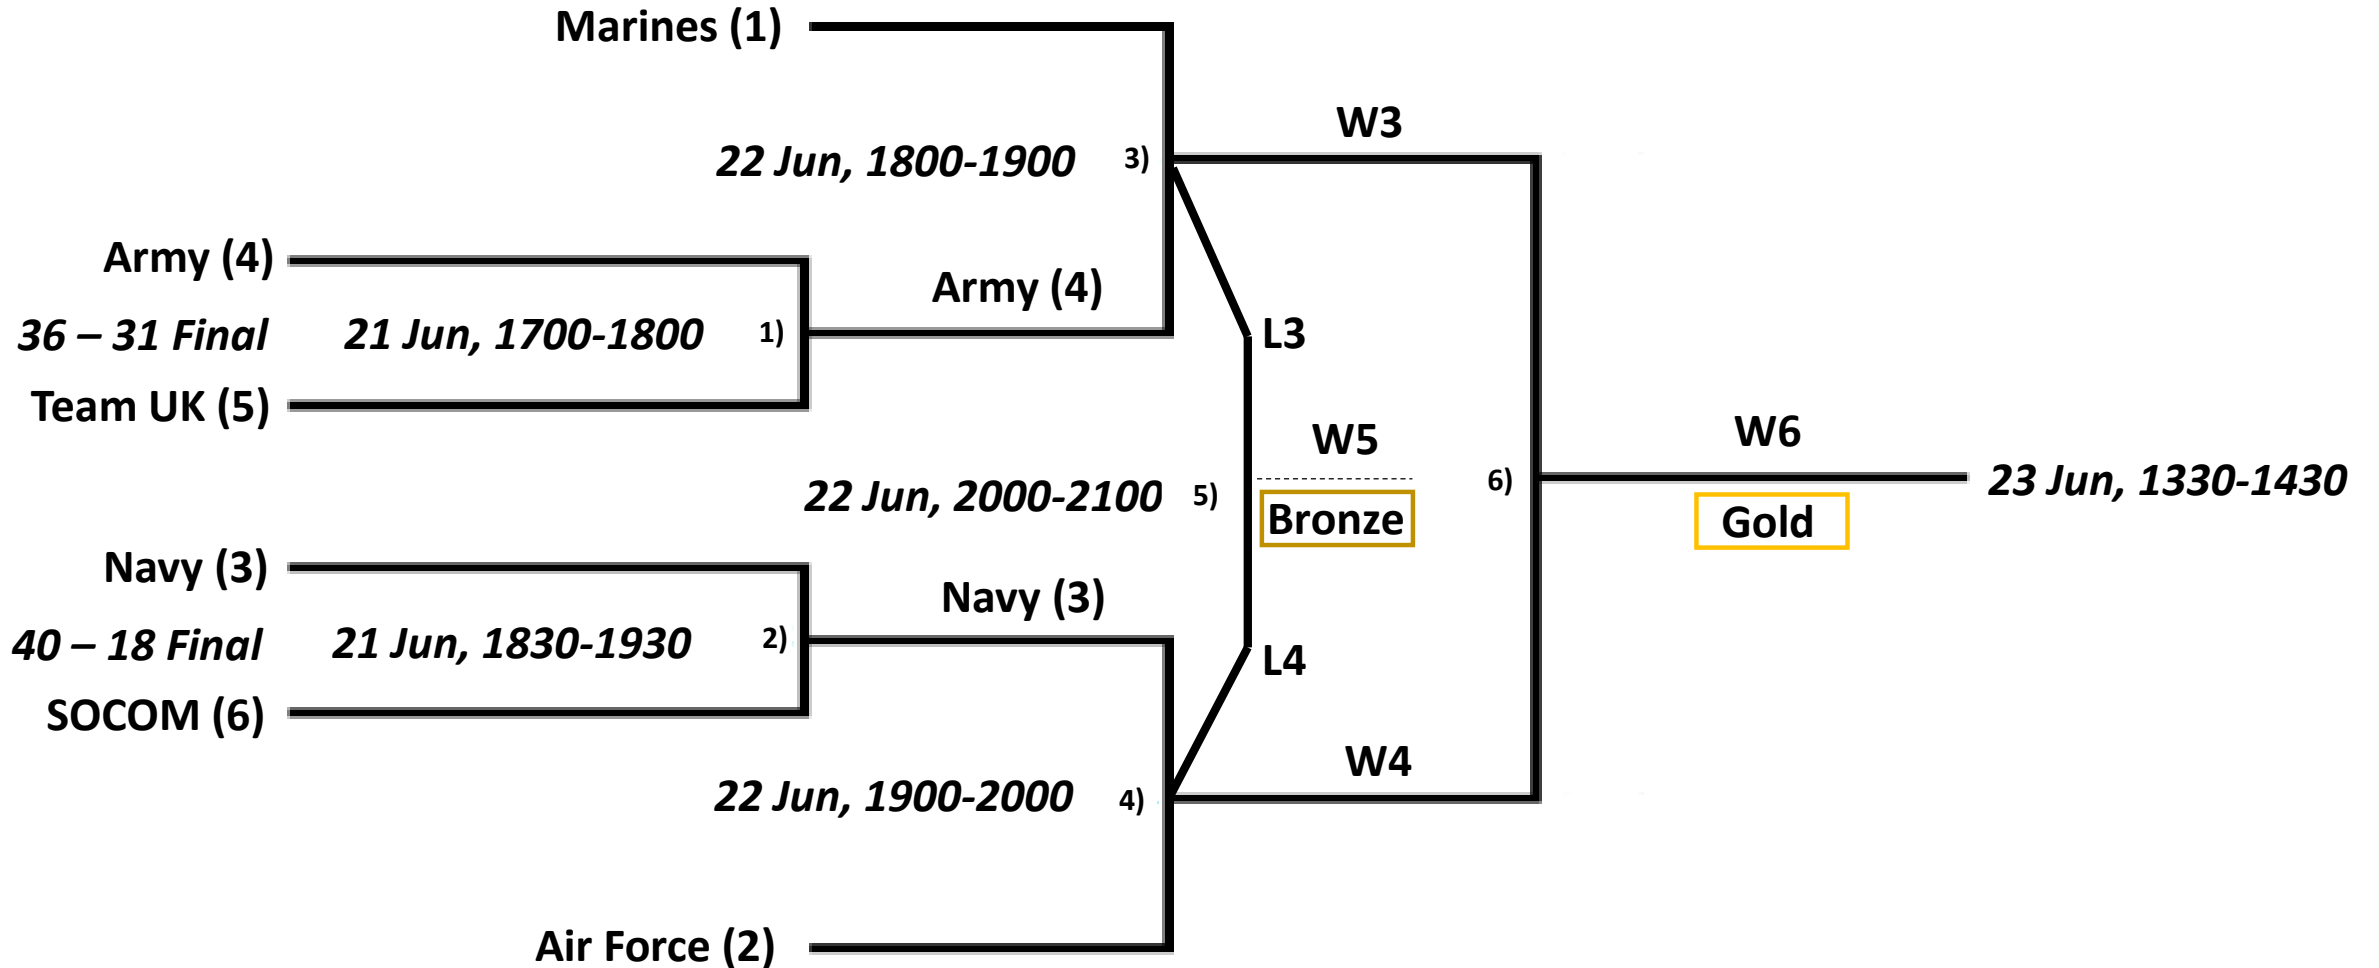 Marines (1)
W3
22 Jun, 1800-1900
3)
Army (4)
Army (4)
36 – 31 Final
21 Jun, 1700-1800
1)
L3
Team UK (5)
W5
W6
22 Jun, 2000-2100
5)
6)
23 Jun, 1330-1430
Bronze
Gold
Navy (3)
Navy (3)
40 – 18 Final
21 Jun, 1830-1930
2)
L4
SOCOM (6)
W4
22 Jun, 1900-2000
4)
Air Force (2)